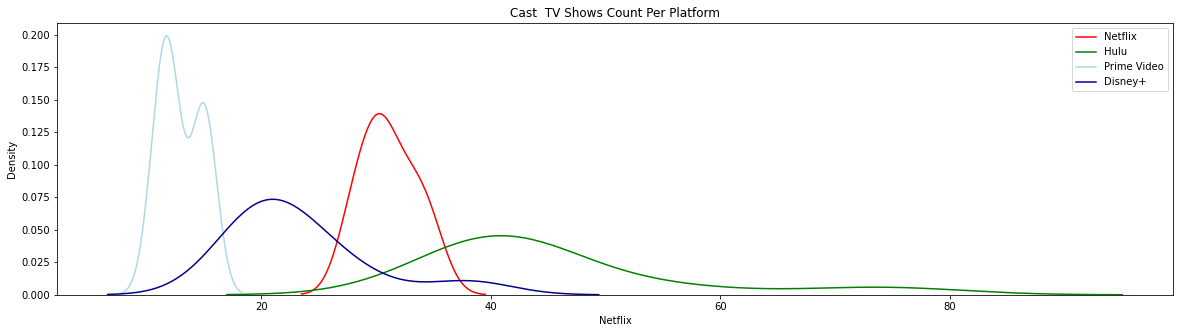 Cast  TV Shows Count Per Platform
0.200
0.175
0.150
0.125
0.100
0.075
0.050
0.025
0.000
Density
Netflix
Hulu
Prime Video
Disney+
20
40
60
80
Netflix